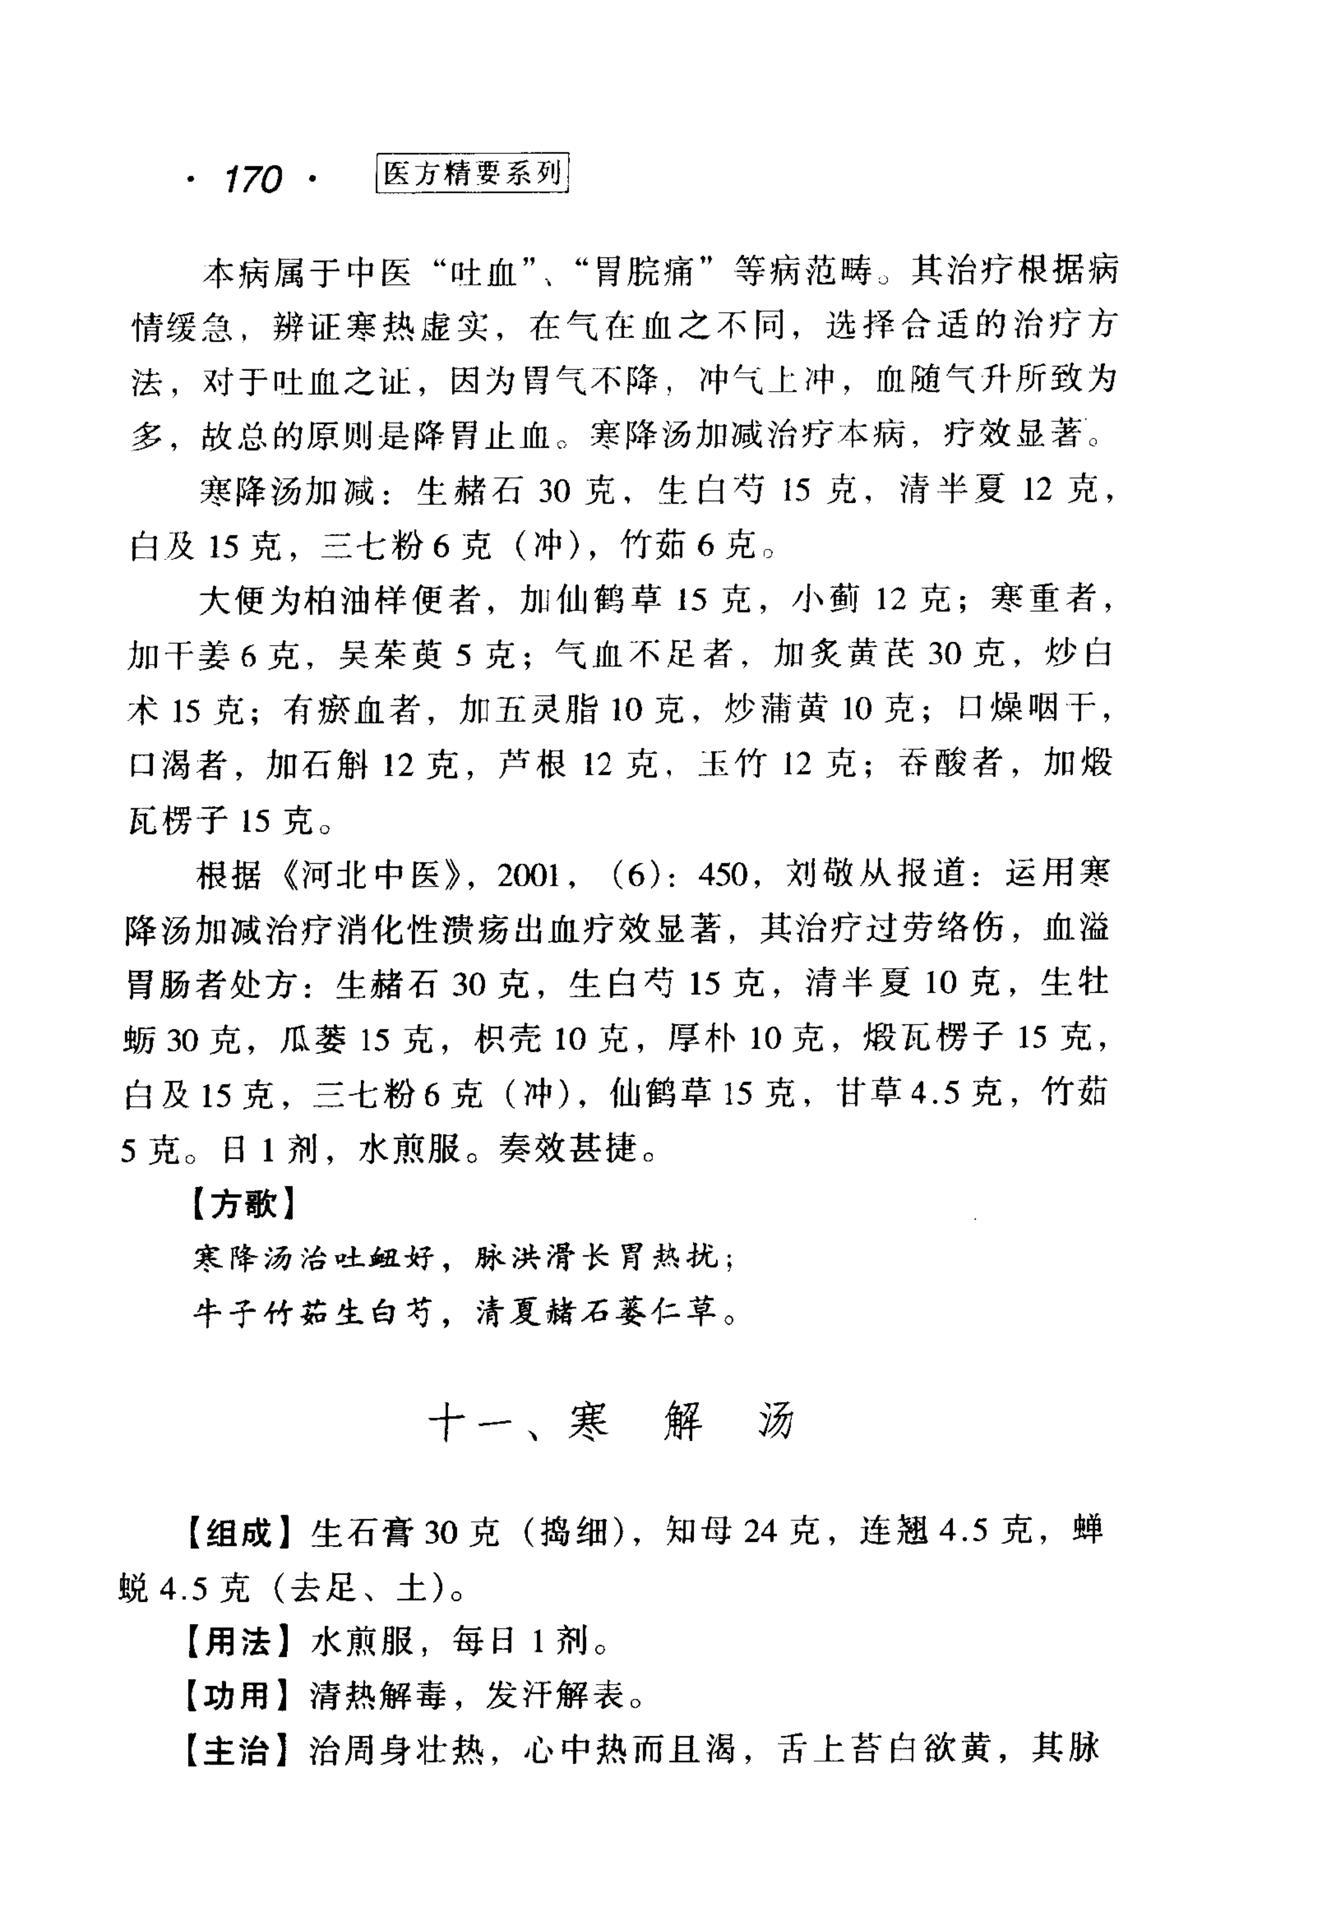 · 170 · 医方精要系列
本病属于中医“吐血”、“胃脘痛”等病范畴。其治疗根据病
情缓急，辨证寒热虚实，在气在血之不同，选择合适的治疗方
法，对于吐血之证，因为胃气不降，冲气上冲，血随气升所致为
多，故总的原则是降胃止血。寒降汤加减治疗本病，疗效显著。
寒降汤加减：生赭石 30 克，生白芍 15 克，清半夏 12 克，
白及 15 克，三七粉 6 克（冲），竹茹 6 克。
大便为柏油样便者，加仙鹤草 15 克，小蓟 12 克；寒重者，
加干姜 6 克，吴茱萸 5 克；气血不足者，加炙黄芪 30 克，炒白
术 15 克；有瘀血者，加五灵脂 10 克，炒蒲黄 10 克；口燥咽干，
口渴者，加石斛 12 克，芦根 12 克，玉竹 12 克；吞酸者，加煅
瓦楞子 15 克。
根据《河北中医》，2001，（6）：450，刘敬从报道：运用寒
降汤加减治疗消化性溃疡出血疗效显著，其治疗过劳络伤，血溢
胃肠者处方：生赭石 30 克，生白芍 15 克，清半夏 10 克，生牡
蛎 30 克，瓜蒌 15 克，枳壳 10 克，厚朴 10 克，煅瓦楞子 15 克，
白及 15 克，三七粉 6 克（冲），仙鹤草 15 克，甘草 4.5 克，竹茹
5 克。日 1 剂，水煎服。奏效甚捷。
【方歌】
寒降汤治吐衄好，脉洪滑长胃热扰；
牛子竹茹生白芍，清夏赭石蒌仁草。
十一、寒 解 汤
【组成】生石膏 30 克（捣细），知母 24 克，连翘 4.5 克，蝉
蜕 4.5 克（去足、土）。
【用法】水煎服，每日 1 剂。
【功用】清热解毒，发汗解表。
【主治】治周身壮热，心中热而且渴，舌上苔白欲黄，其脉